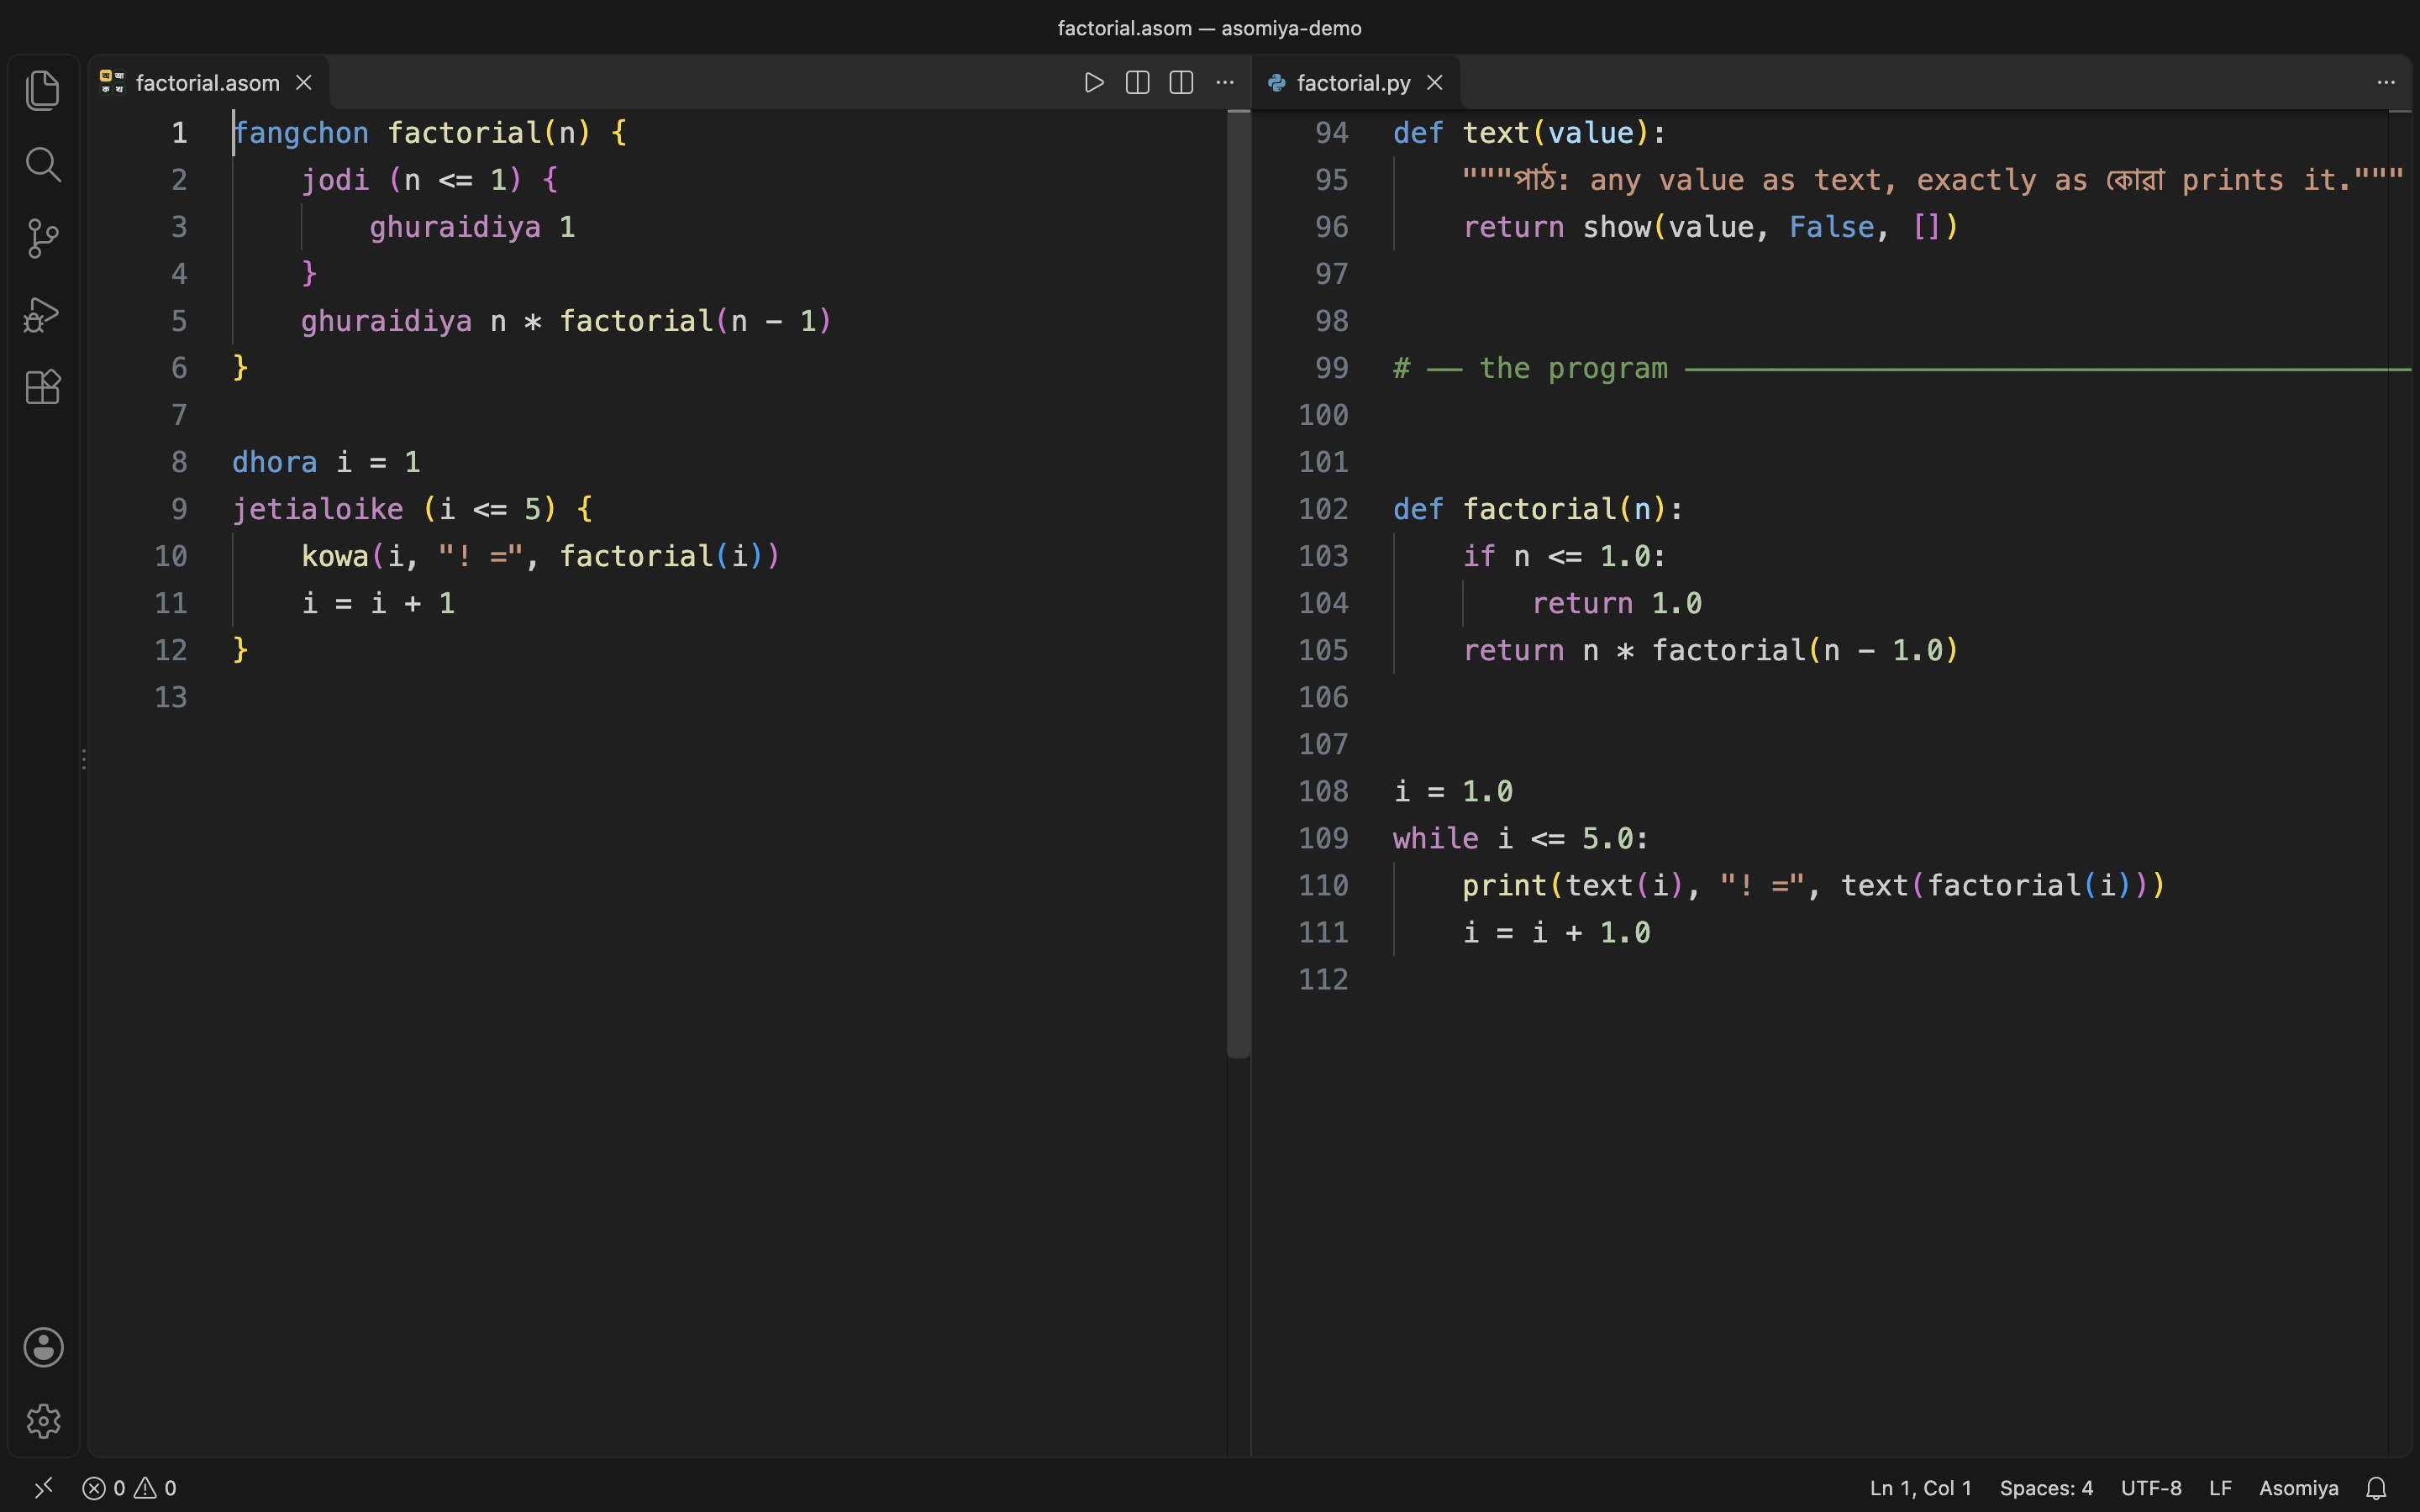 factorial.asom — asomiya-demo
factorial.asom
1 fangchon factorial(n) {
2     jodi (n <= 1) {
3         ghuraidiya 1
4     }
5     ghuraidiya n * factorial(n - 1)
6 }
7
8 dhora i = 1
9 jetialoike (i <= 5) {
10     kowa(i, "! =", factorial(i))
11     i = i + 1
12 }
13
factorial.py
94 def text(value):
95     """পাঠ: any value as text, exactly as কোৱা prints it."""
96     return show(value, False, [])
97
98
99 # —— the program ——————————————————————
100
101
102 def factorial(n):
103     if n <= 1.0:
104         return 1.0
105     return n * factorial(n - 1.0)
106
107
108 i = 1.0
109 while i <= 5.0:
110     print(text(i), "! =", text(factorial(i)))
111     i = i + 1.0
112
0 0 Ln 1, Col 1 Spaces: 4 UTF-8 LF Asomiya